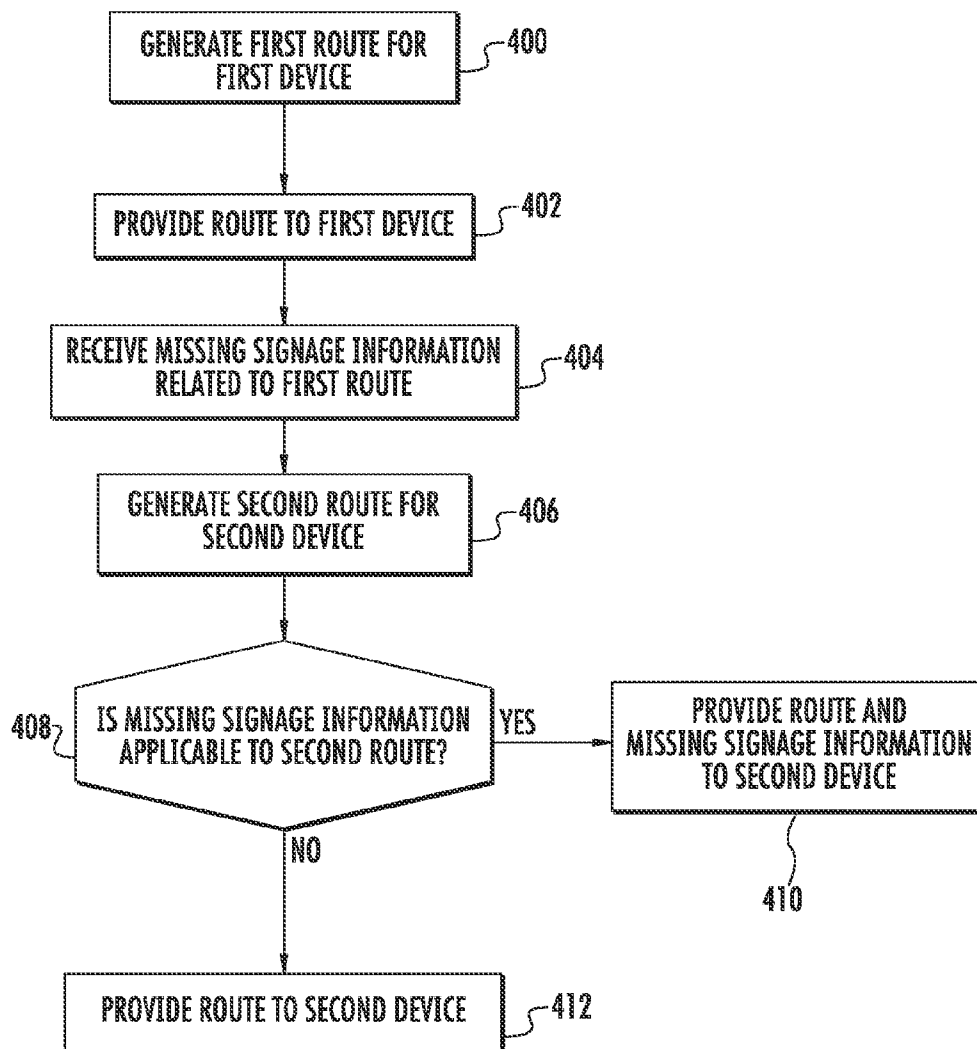 GENERATE FIRST ROUTE FOR
FIRST DEVICE
400
PROVIDE ROUTE TO FIRST DEVICE
402
RECEIVE MISSING SIGNAGE INFORMATION
RELATED TO FIRST ROUTE
404
GENERATE SECOND ROUTE FOR
SECOND DEVICE
406
408
IS MISSING SIGNAGE INFORMATION
APPLICABLE TO SECOND ROUTE?
YES
PROVIDE ROUTE AND
MISSING SIGNAGE INFORMATION
TO SECOND DEVICE
410
NO
PROVIDE ROUTE TO SECOND DEVICE
412